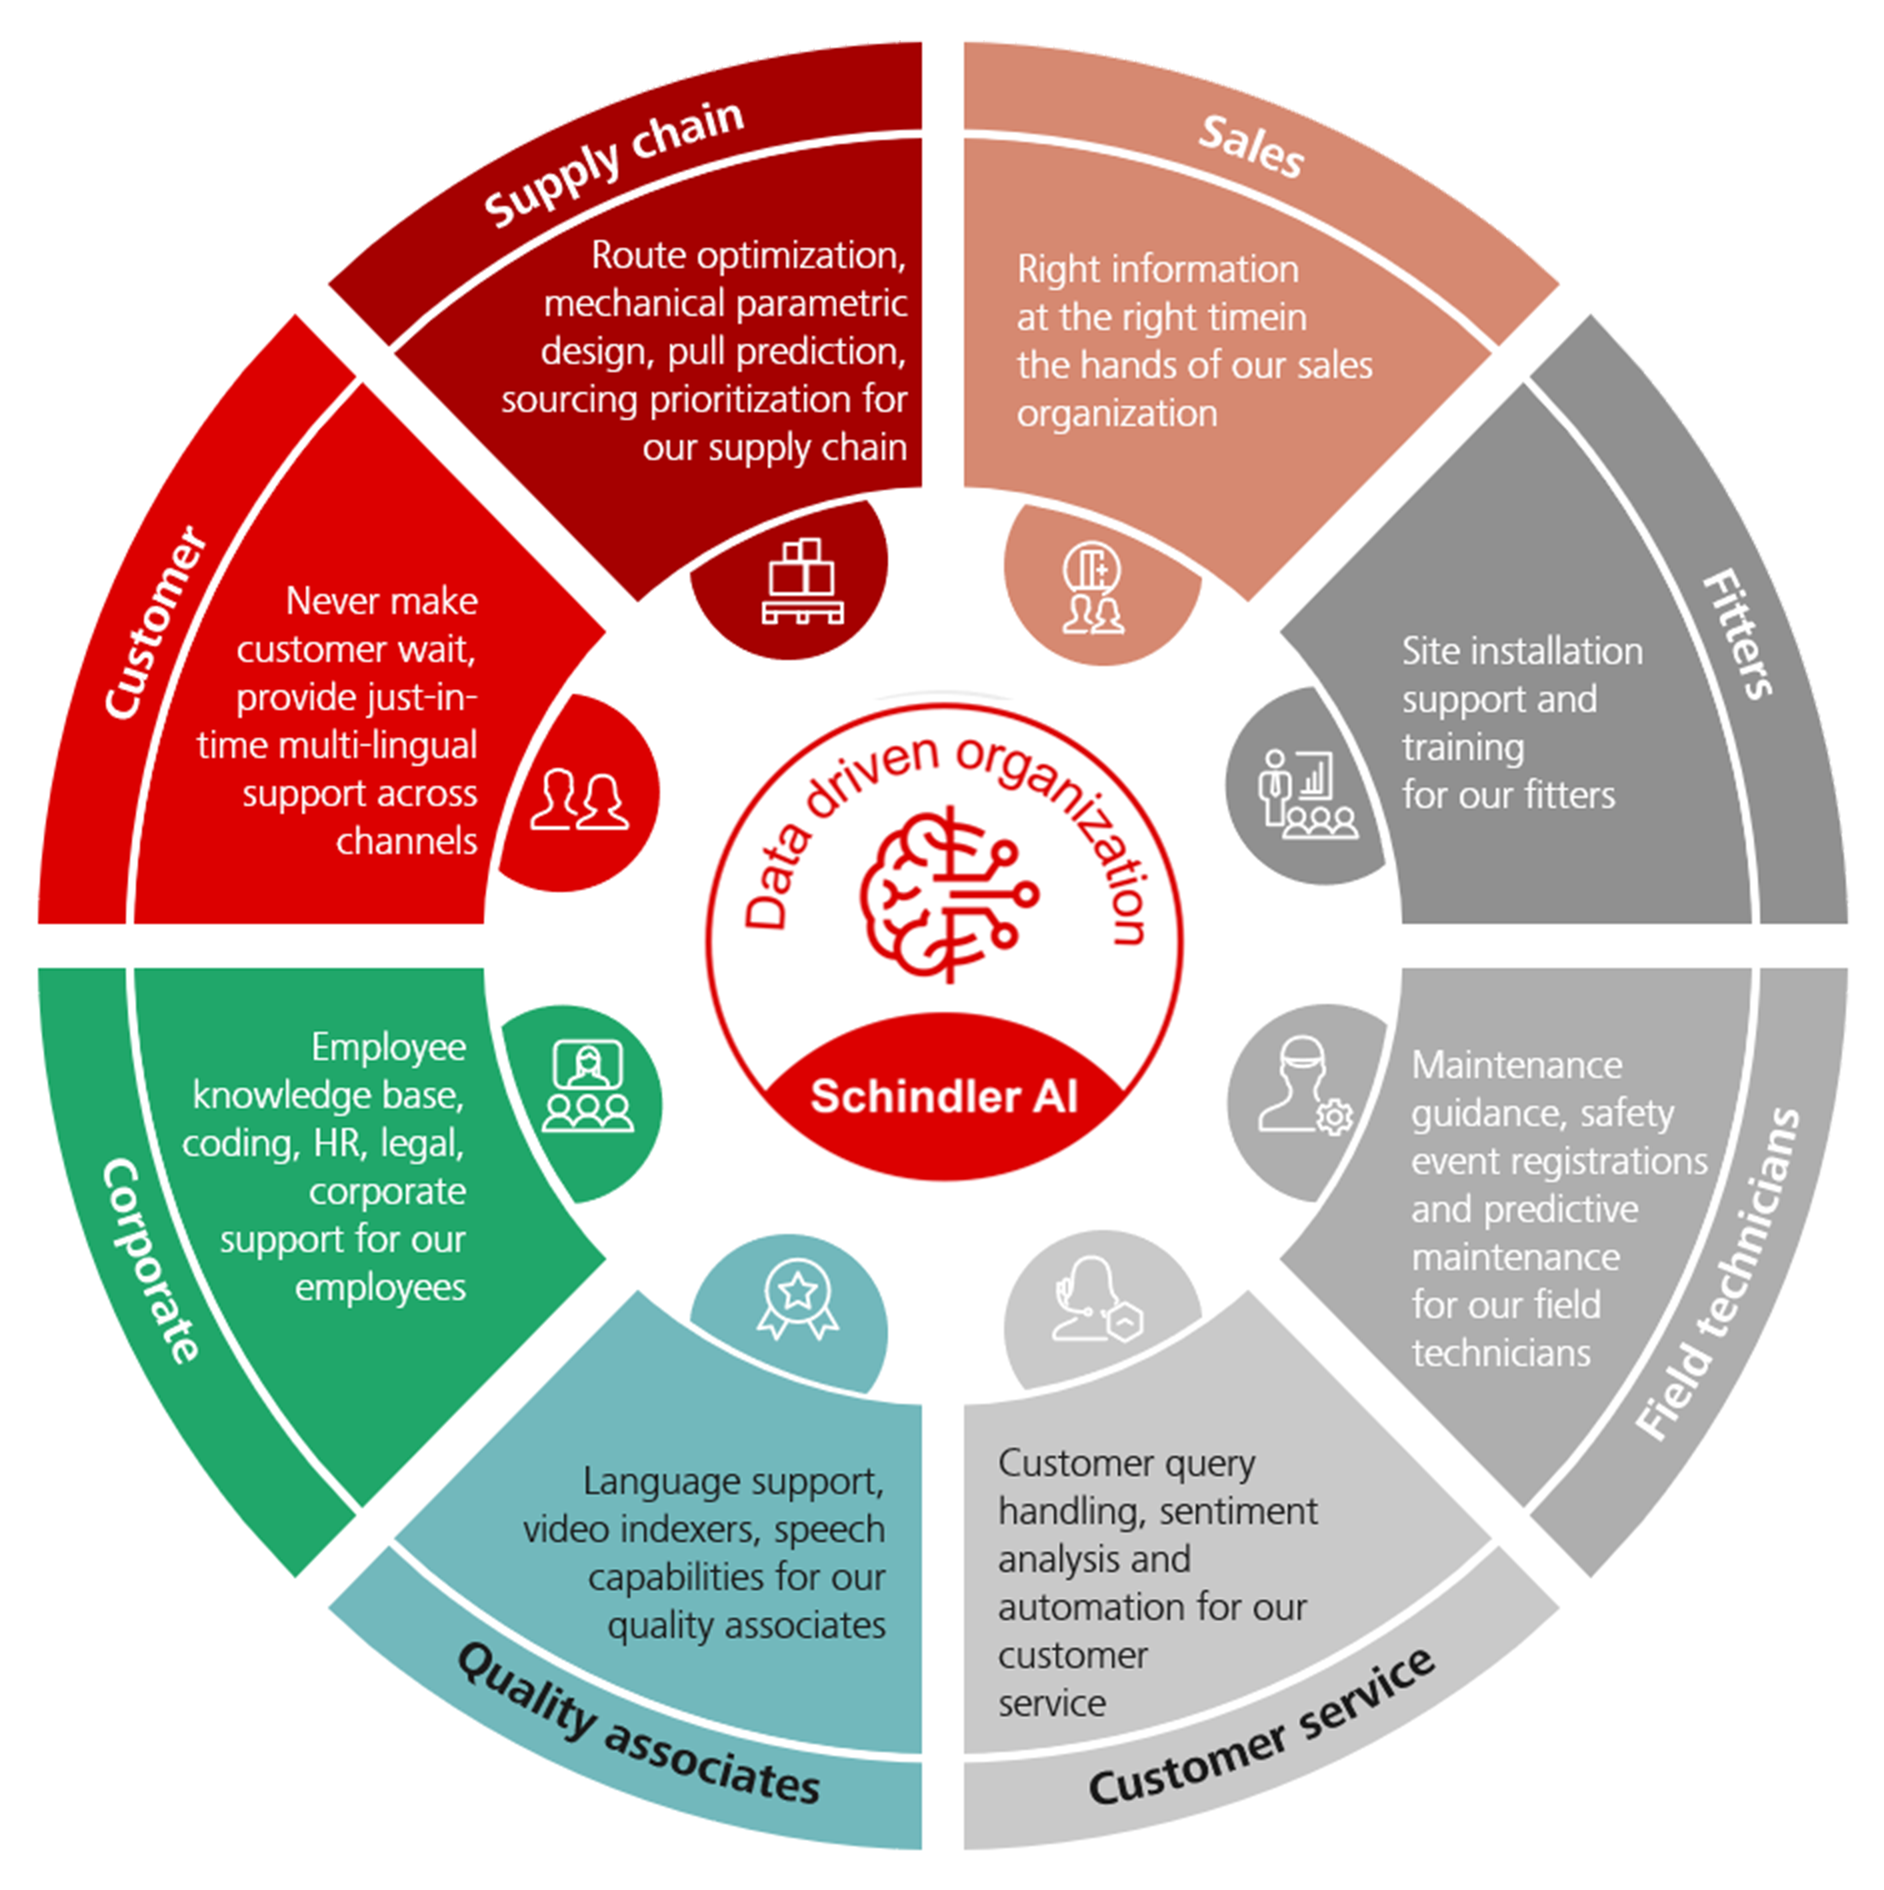 Supply chain
Route optimization,
mechanical parametric
design, pull prediction,
sourcing prioritization for
our supply chain
Sales
Right information
at the right timein
the hands of our sales
organization
Fitters
Site installation
support and
training
for our fitters
Field technicians
Maintenance
guidance, safety
event registrations
and predictive
maintenance
for our field
technicians
Customer service
Customer query
handling, sentiment
analysis and
automation for our
customer
service
Quality associates
Language support,
video indexers, speech
capabilities for our
quality associates
Corporate
Employee
knowledge base,
coding, HR, legal,
corporate
support for our
employees
Customer
Never make
customer wait,
provide just-in-
time multi-lingual
support across
channels
Data driven organization
Schindler AI